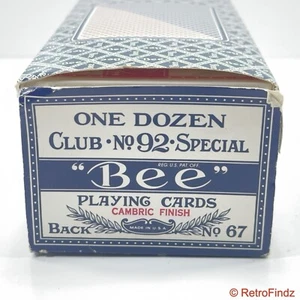 ONE DOZEN
CLUB · No 92 · SPECIAL
REG. U.S. PAT. OFF.
"Bee"
PLAYING CARDS
CAMBRIC FINISH
MADE IN U.S.A.
BACK No 67
© RetroFindz